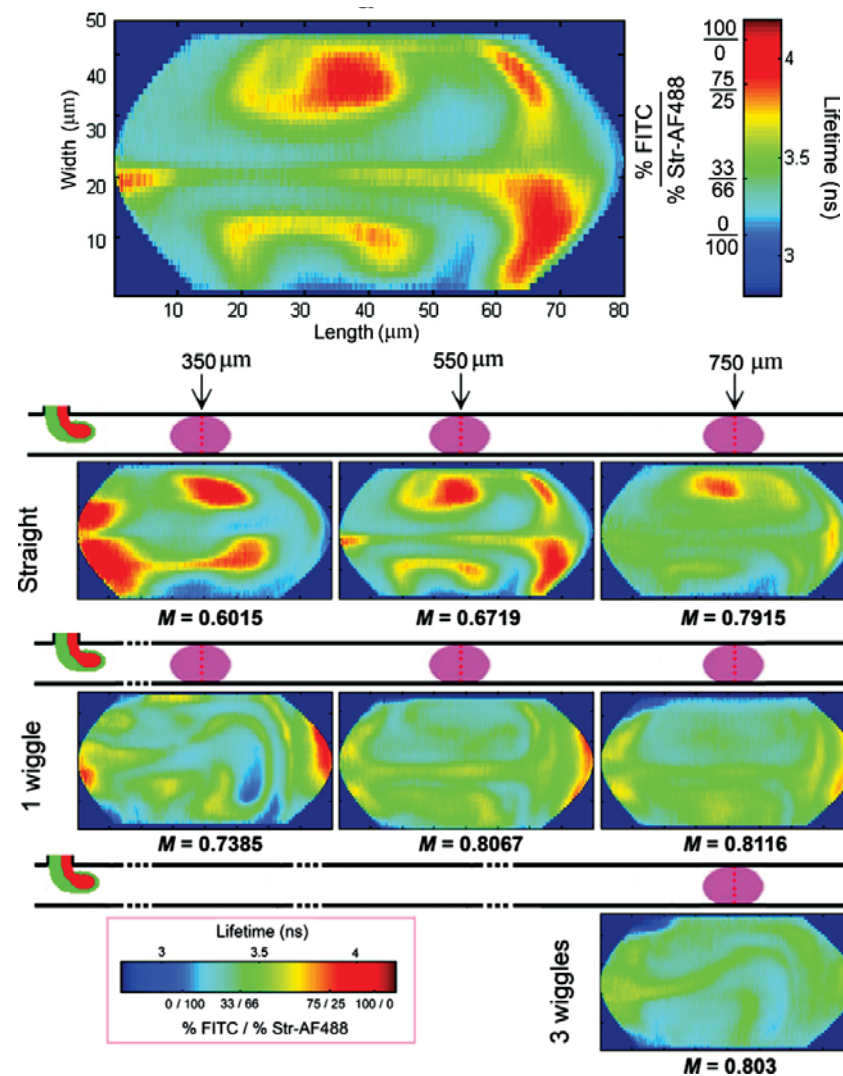 50
40
30
20
10
Width (μm)
10 20 30 40 50 60 70 80
Length (μm)
% FITC
% Str-AF488
100
0
75
25
33
66
0
100
4
3.5
3
Lifetime (ns)
350 μm 550 μm 750 μm
Straight
M = 0.6015 M = 0.6719 M = 0.7915
1 wiggle
M = 0.7385 M = 0.8067 M = 0.8116
Lifetime (ns)
3 3.5 4
0 / 100 33 / 66 75 / 25 100 / 0
% FITC / % Str-AF488
3 wiggles
M = 0.803